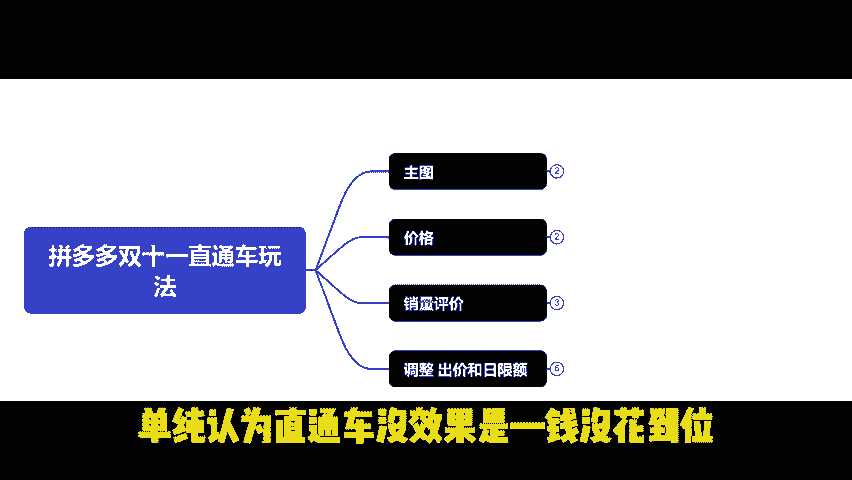 拼多多双十一直通车玩
法
主图
2
价格
2
销量评价
3
调整 出价和日限额
6
单纯认为直通车没效果是一钱没花到位